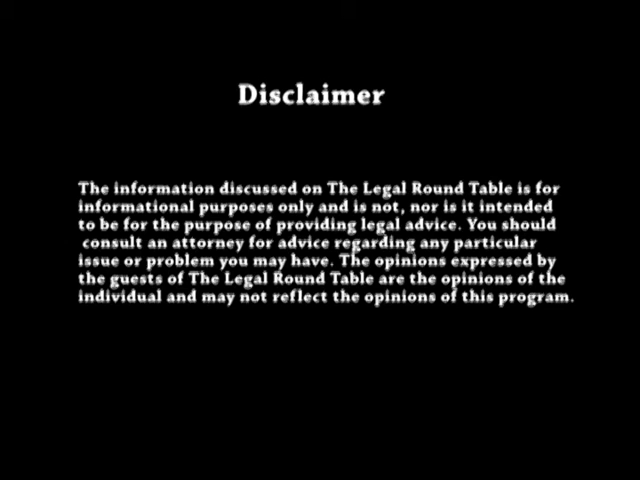 Disclaimer
The information discussed on The Legal Round Table is for
informational purposes only and is not, nor is it intended
to be for the purpose of providing legal advice. You should
consult an attorney for advice regarding any particular
issue or problem you may have. The opinions expressed by
the guests of The Legal Round Table are the opinions of the
individual and may not reflect the opinions of this program.